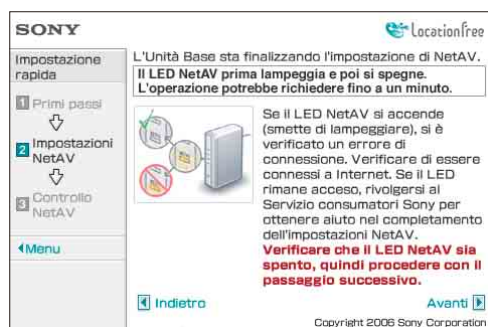 SONY
LocationFree
Impostazione
rapida
1 Primi passi
2 Impostazioni
NetAV
3 Controllo
NetAV
Menu
L'Unità Base sta finalizzando l'impostazione di NetAV.
Il LED NetAV prima lampeggia e poi si spegne.
L'operazione potrebbe richiedere fino a un minuto.
Se il LED NetAV si accende
(smette di lampeggiare), si è
verificato un errore di
connessione. Verificare di essere
connessi a Internet. Se il LED
rimane acceso, rivolgersi al
Servizio consumatori Sony per
ottenere aiuto nel completamento
dell'impostazioni NetAV.
Verificare che il LED NetAV sia
spento, quindi procedere con il
passaggio successivo.
Indietro
Avanti
Copyright 2006 Sony Corporation